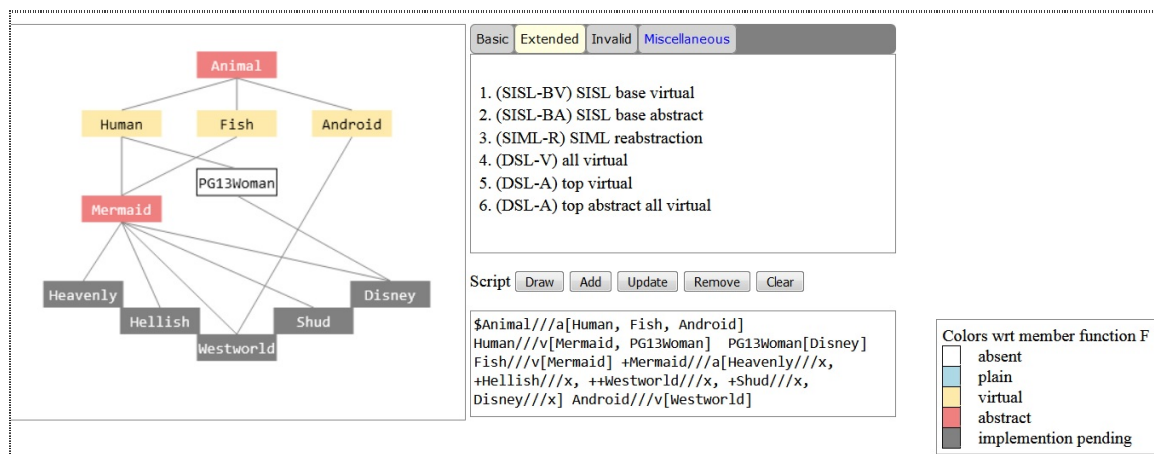 Animal
Human
Fish
Android
PG13Woman
Mermaid
Heavenly
Disney
Hellish
Shud
Westworld
Basic
Extended
Invalid
Miscellaneous
1. (SISL-BV) SISL base virtual
2. (SISL-BA) SISL base abstract
3. (SIML-R) SIML reabstraction
4. (DSL-V) all virtual
5. (DSL-A) top virtual
6. (DSL-A) top abstract all virtual
Script
Draw
Add
Update
Remove
Clear
$Animal///a[Human, Fish, Android]
Human///v[Mermaid, PG13Woman]  PG13Woman[Disney]
Fish///v[Mermaid] +Mermaid///a[Heavenly///x,
+Hellish///x, ++Westworld///x, +Shud///x,
Disney///x] Android///v[Westworld]
Colors wrt member function F
absent
plain
virtual
abstract
implemention pending